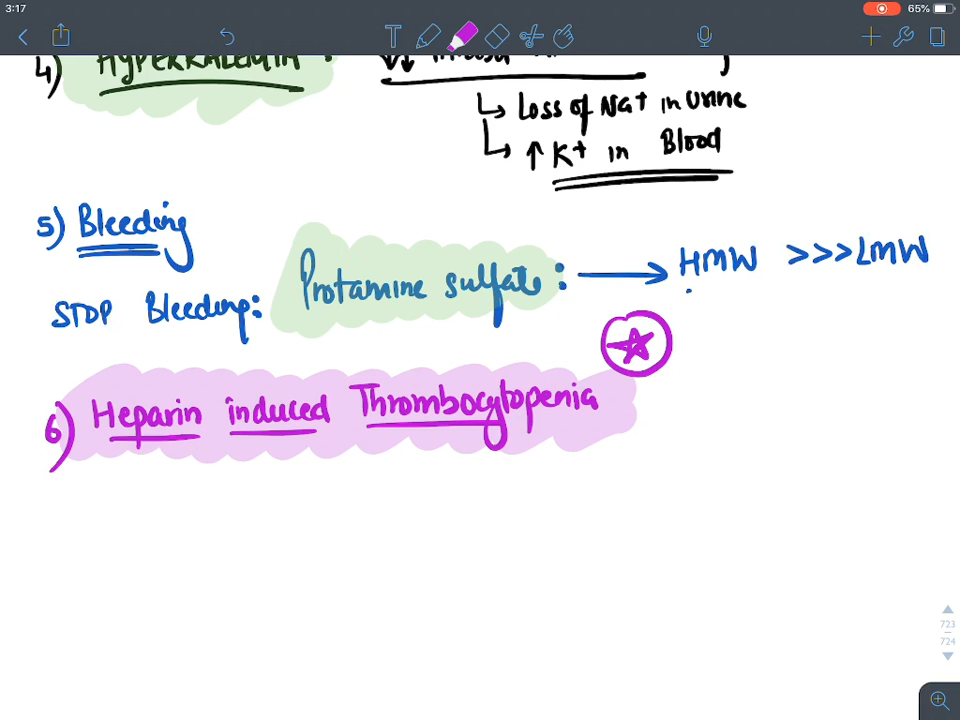 3:17
65%
4) HYPERKALEMIA :
↳ Loss of Na+ in Urine
↳ ↑ K+ in Blood
5) Bleeding
STOP Bleeding: Protamine sulfate: → HMW >>> LMW
6) Heparin induced Thrombocytopenia
723
724